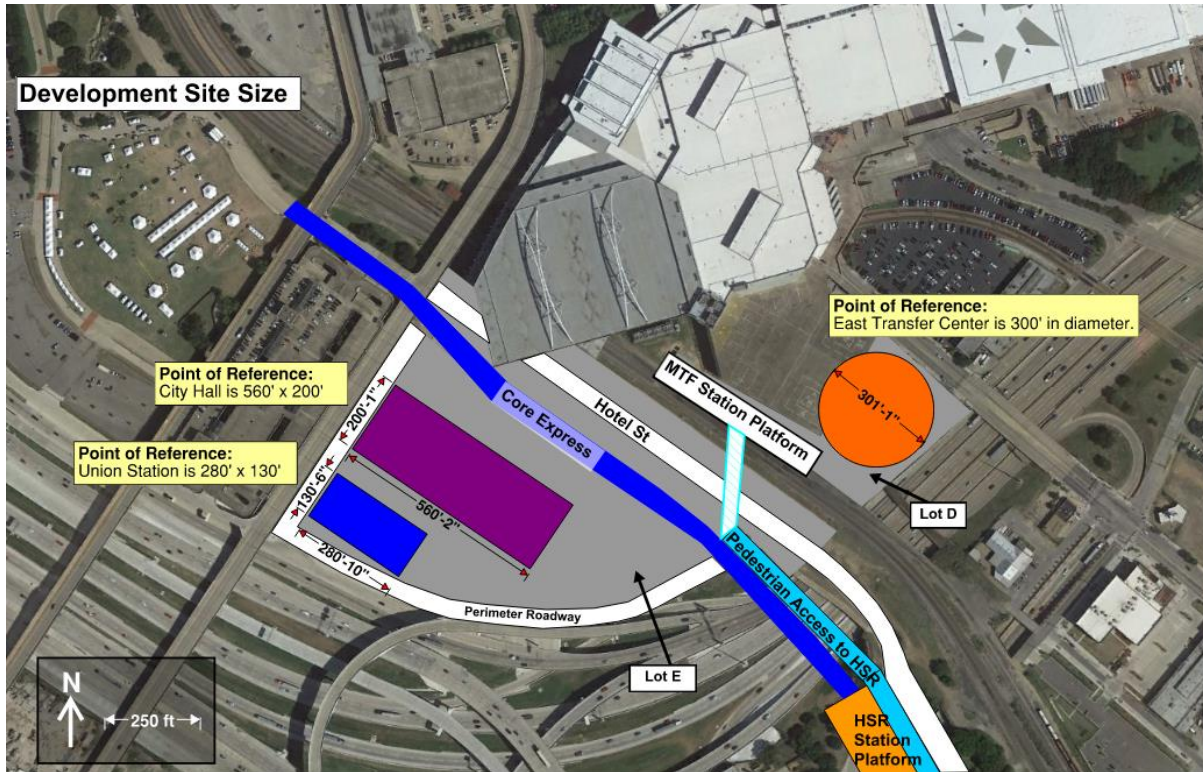 Development Site Size
Point of Reference:
East Transfer Center is 300' in diameter.
Point of Reference:
City Hall is 560' x 200'
Point of Reference:
Union Station is 280' x 130'
200'-1"
130'-6"
560'-2"
280'-10"
Core Express
Hotel St
MTF Station Platform
301'-1"
Lot D
Pedestrian Access to HSR
Perimeter Roadway
Lot E
HSR
Station
Platform
N
250 ft